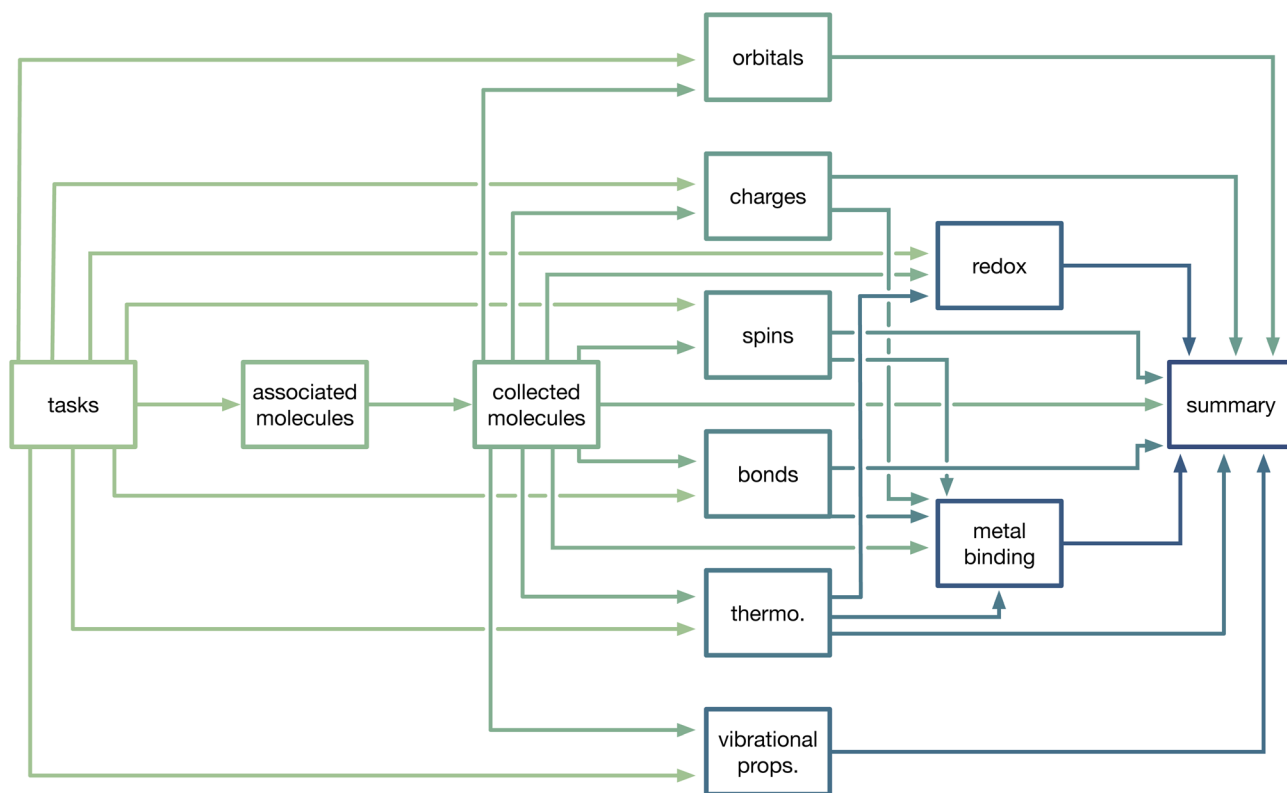 orbitals
charges
redox
spins
tasks
associated
molecules
collected
molecules
summary
bonds
metal
binding
thermo.
vibrational
props.